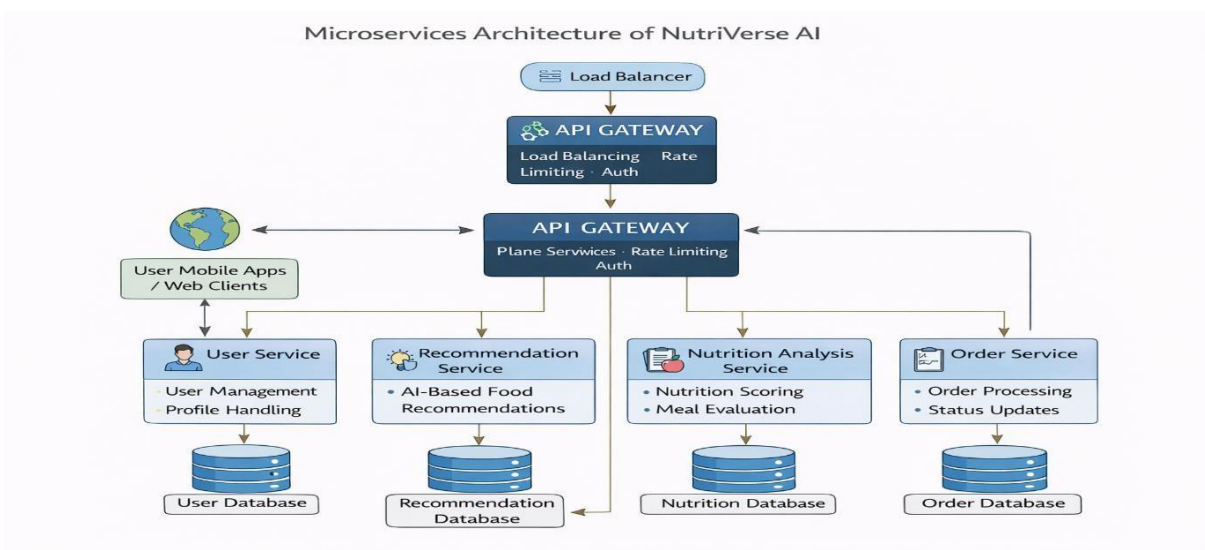 Microservices Architecture of NutriVerse AI
Load Balancer
API GATEWAY
Load Balancing Rate
Limiting · Auth
API GATEWAY
Plane Servwices · Rate Limiting
Auth
User Mobile Apps
/ Web Clients
User Service
· User Management
· Profile Handling
Recommendation
Service
• AI-Based Food
Recommendations
Nutrition Analysis
Service
• Nutrition Scoring
• Meal Evaluation
Order Service
• Order Processing
• Status Updates
User Database
Recommendation
Database
Nutrition Database
Order Database